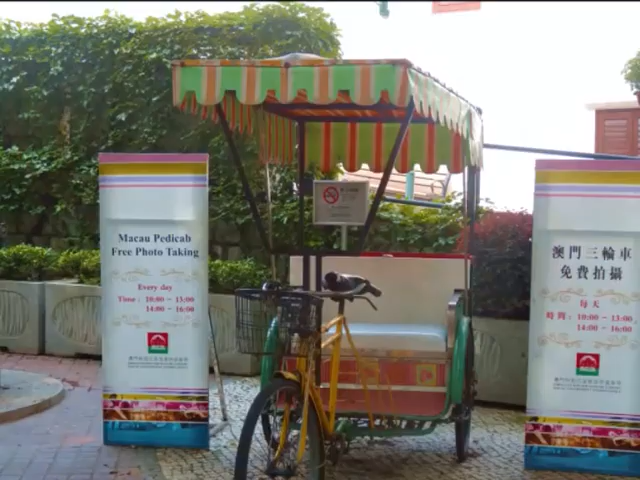 Macau Pedicab
Free Photo Taking
Every day
Time : 10:00 - 13:00
14:00 - 16:00
澳門三輪車
免費拍攝
每天
時間 : 10:00 - 13:00
14:00 - 16:00